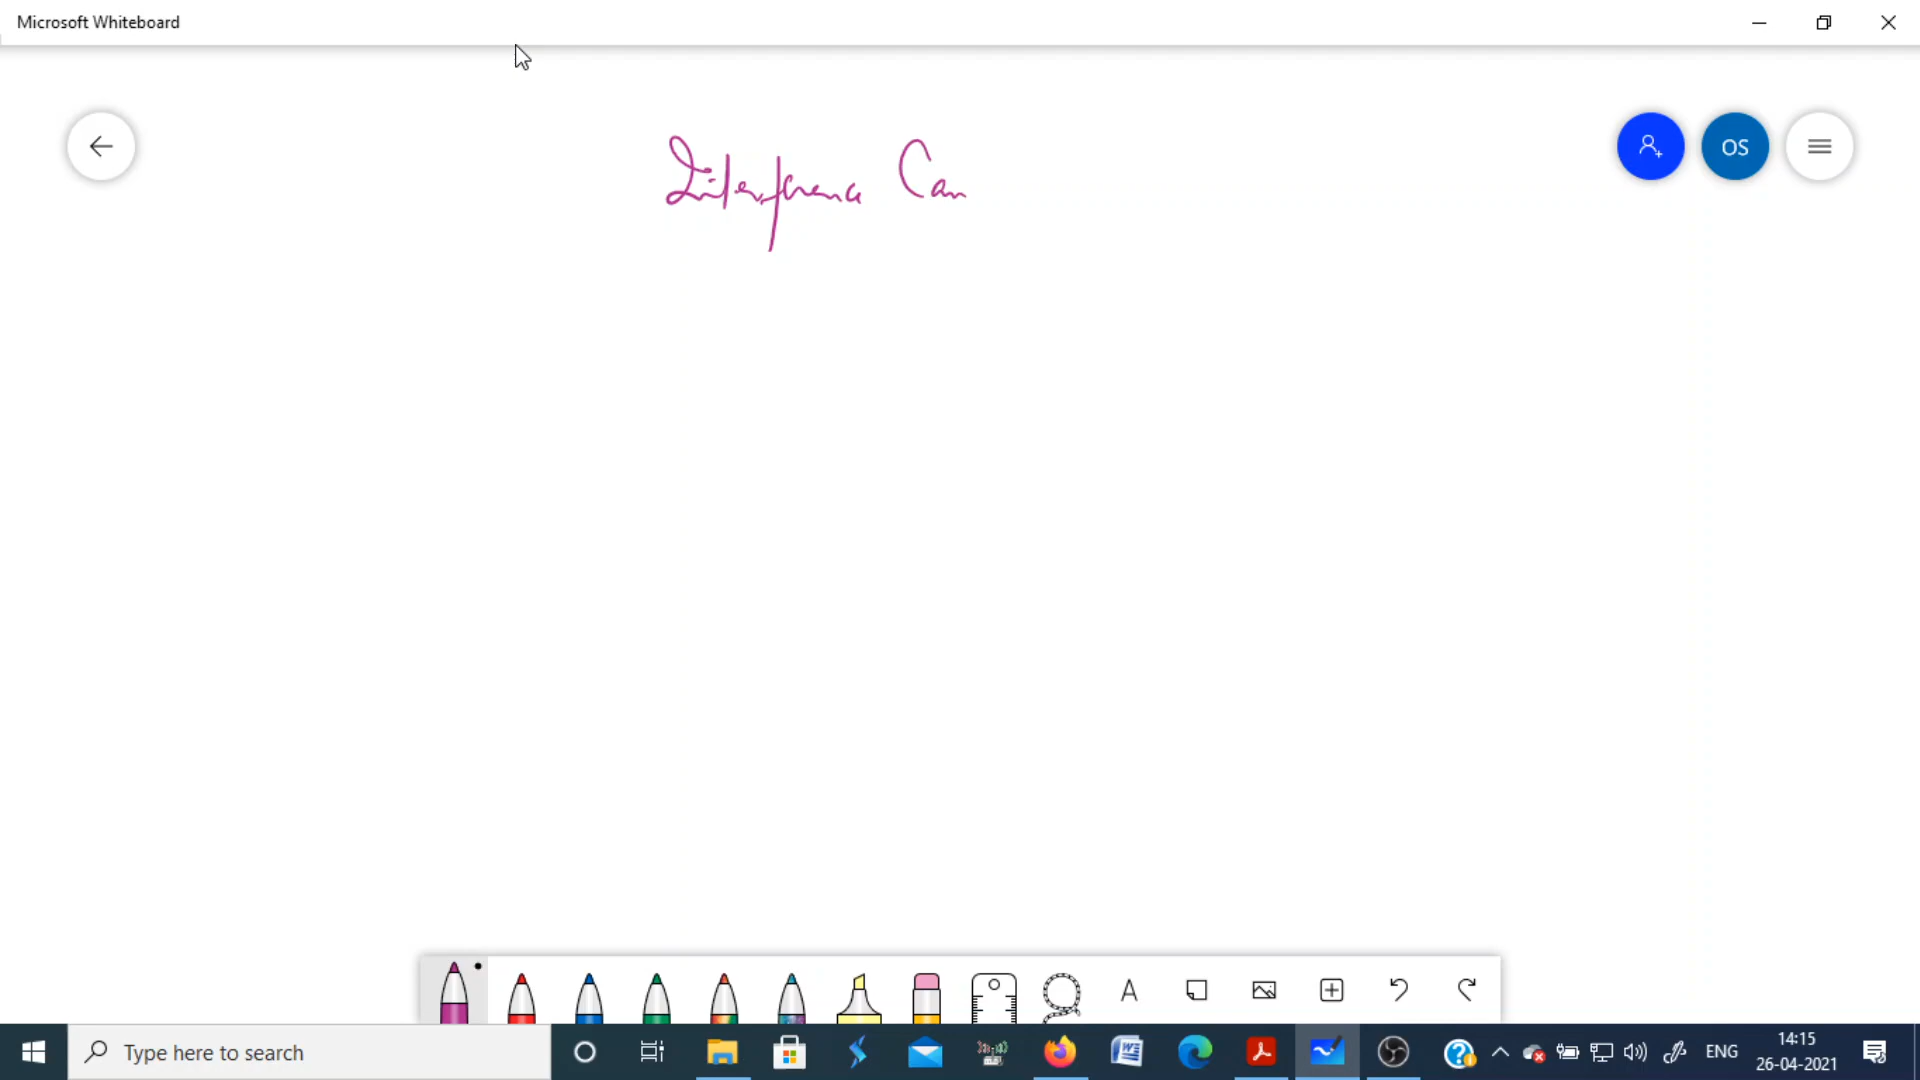 Microsoft Whiteboard
Interference Can
OS
A
Type here to search
ENG
14:15
26-04-2021